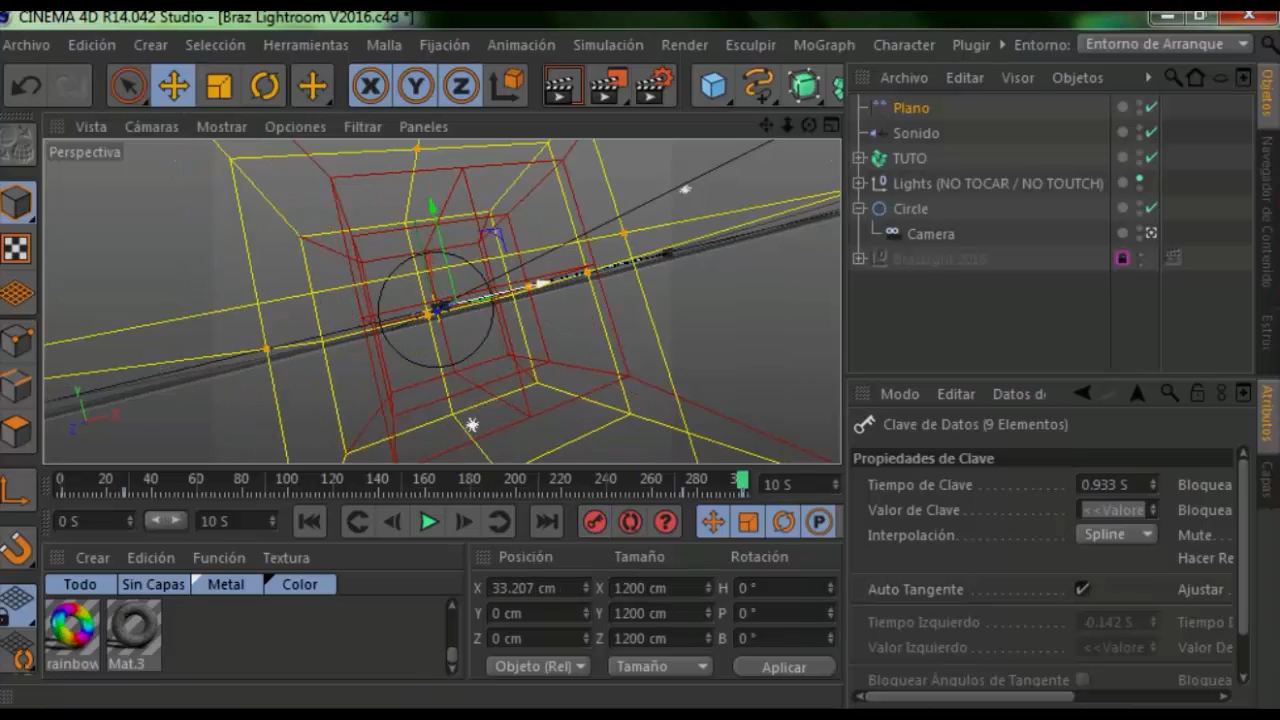 CINEMA 4D R14.042 Studio - [Braz Lightroom V2016.c4d *]
Archivo Edición Crear Selección Herramientas Malla Fijación Animación Simulación Render Esculpir MoGraph Character Plugir Entorno: Entorno de Arranque
X Y Z
Archivo Editar Visor Objetos
Vista Cámaras Mostrar Opciones Filtrar Paneles
Perspectiva
Plano
Sonido
TUTO
Lights (NO TOCAR / NO TOUTCH)
Circle
Camera
BrazLight 2016
Objetos
Navegador de Contenido
Estru
Y
X
Z
Modo Editar Datos d
Clave de Datos (9 Elementos)
Propiedades de Clave
Tiempo de Clave 0.933 S Bloquea
Valor de Clave <<Valore Bloquea
Interpolación. Spline Mute.
Hacer Re
Auto Tangente Ajustar
Tiempo Izquierdo -0.142 S Tiempo D
Valor Izquierdo <<Valore Valor De
Bloquear Ángulos de Tangente Bloquea
Atributos
Capas
0 20 40 60 80 100 120 140 160 180 200 220 240 260 280 10 S
0 S 10 S
P
Crear Edición Función Textura
Todo Sin Capas Metal Color
rainbow Mat.3
Posición Tamaño Rotación
X 33.207 cm X 1200 cm H 0 °
Y 0 cm Y 1200 cm P 0 °
Z 0 cm Z 1200 cm B 0 °
Objeto (Rel) Tamaño Aplicar